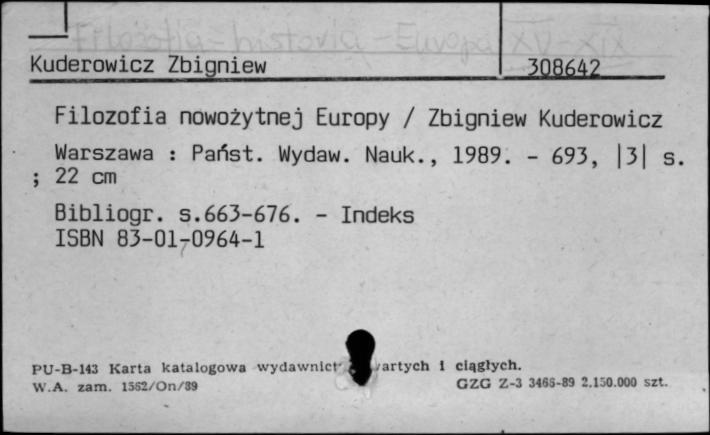 Filozofia - historia - Europa XV-XIX
Kuderowicz Zbigniew 308642
Filozofia nowożytnej Europy / Zbigniew Kuderowicz
Warszawa : Państ. Wydaw. Nauk., 1989. - 693, |3| s.
; 22 cm
Bibliogr. s.663-676. - Indeks
ISBN 83-01-0964-1
PU-B-143 Karta katalogowa wydawnict wartych i ciągłych.
W.A. zam. 1562/On/89 GZG Z-3 3468-89 2.150.000 szt.